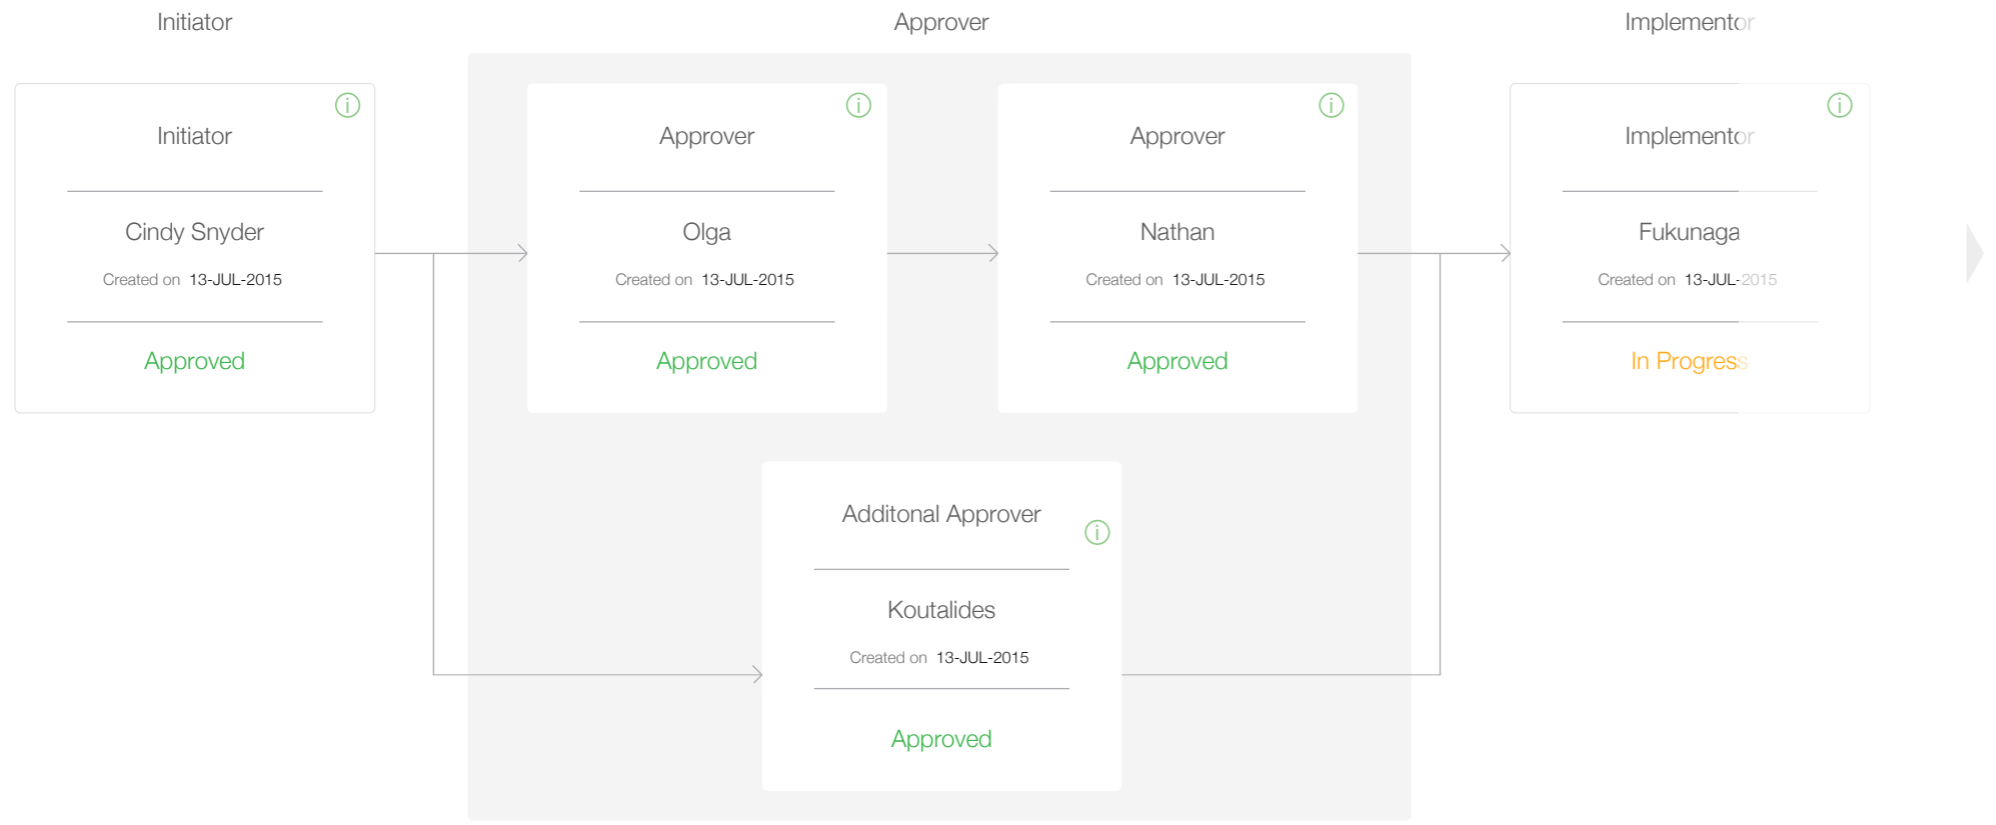 Initiator
Approver
Implementor
Initiator
Cindy Snyder
Created on 13-JUL-2015
Approved
Approver
Olga
Created on 13-JUL-2015
Approved
Approver
Nathan
Created on 13-JUL-2015
Approved
Implementor
Fukunaga
Created on 13-JUL-2015
In Progress
Additonal Approver
Koutalides
Created on 13-JUL-2015
Approved